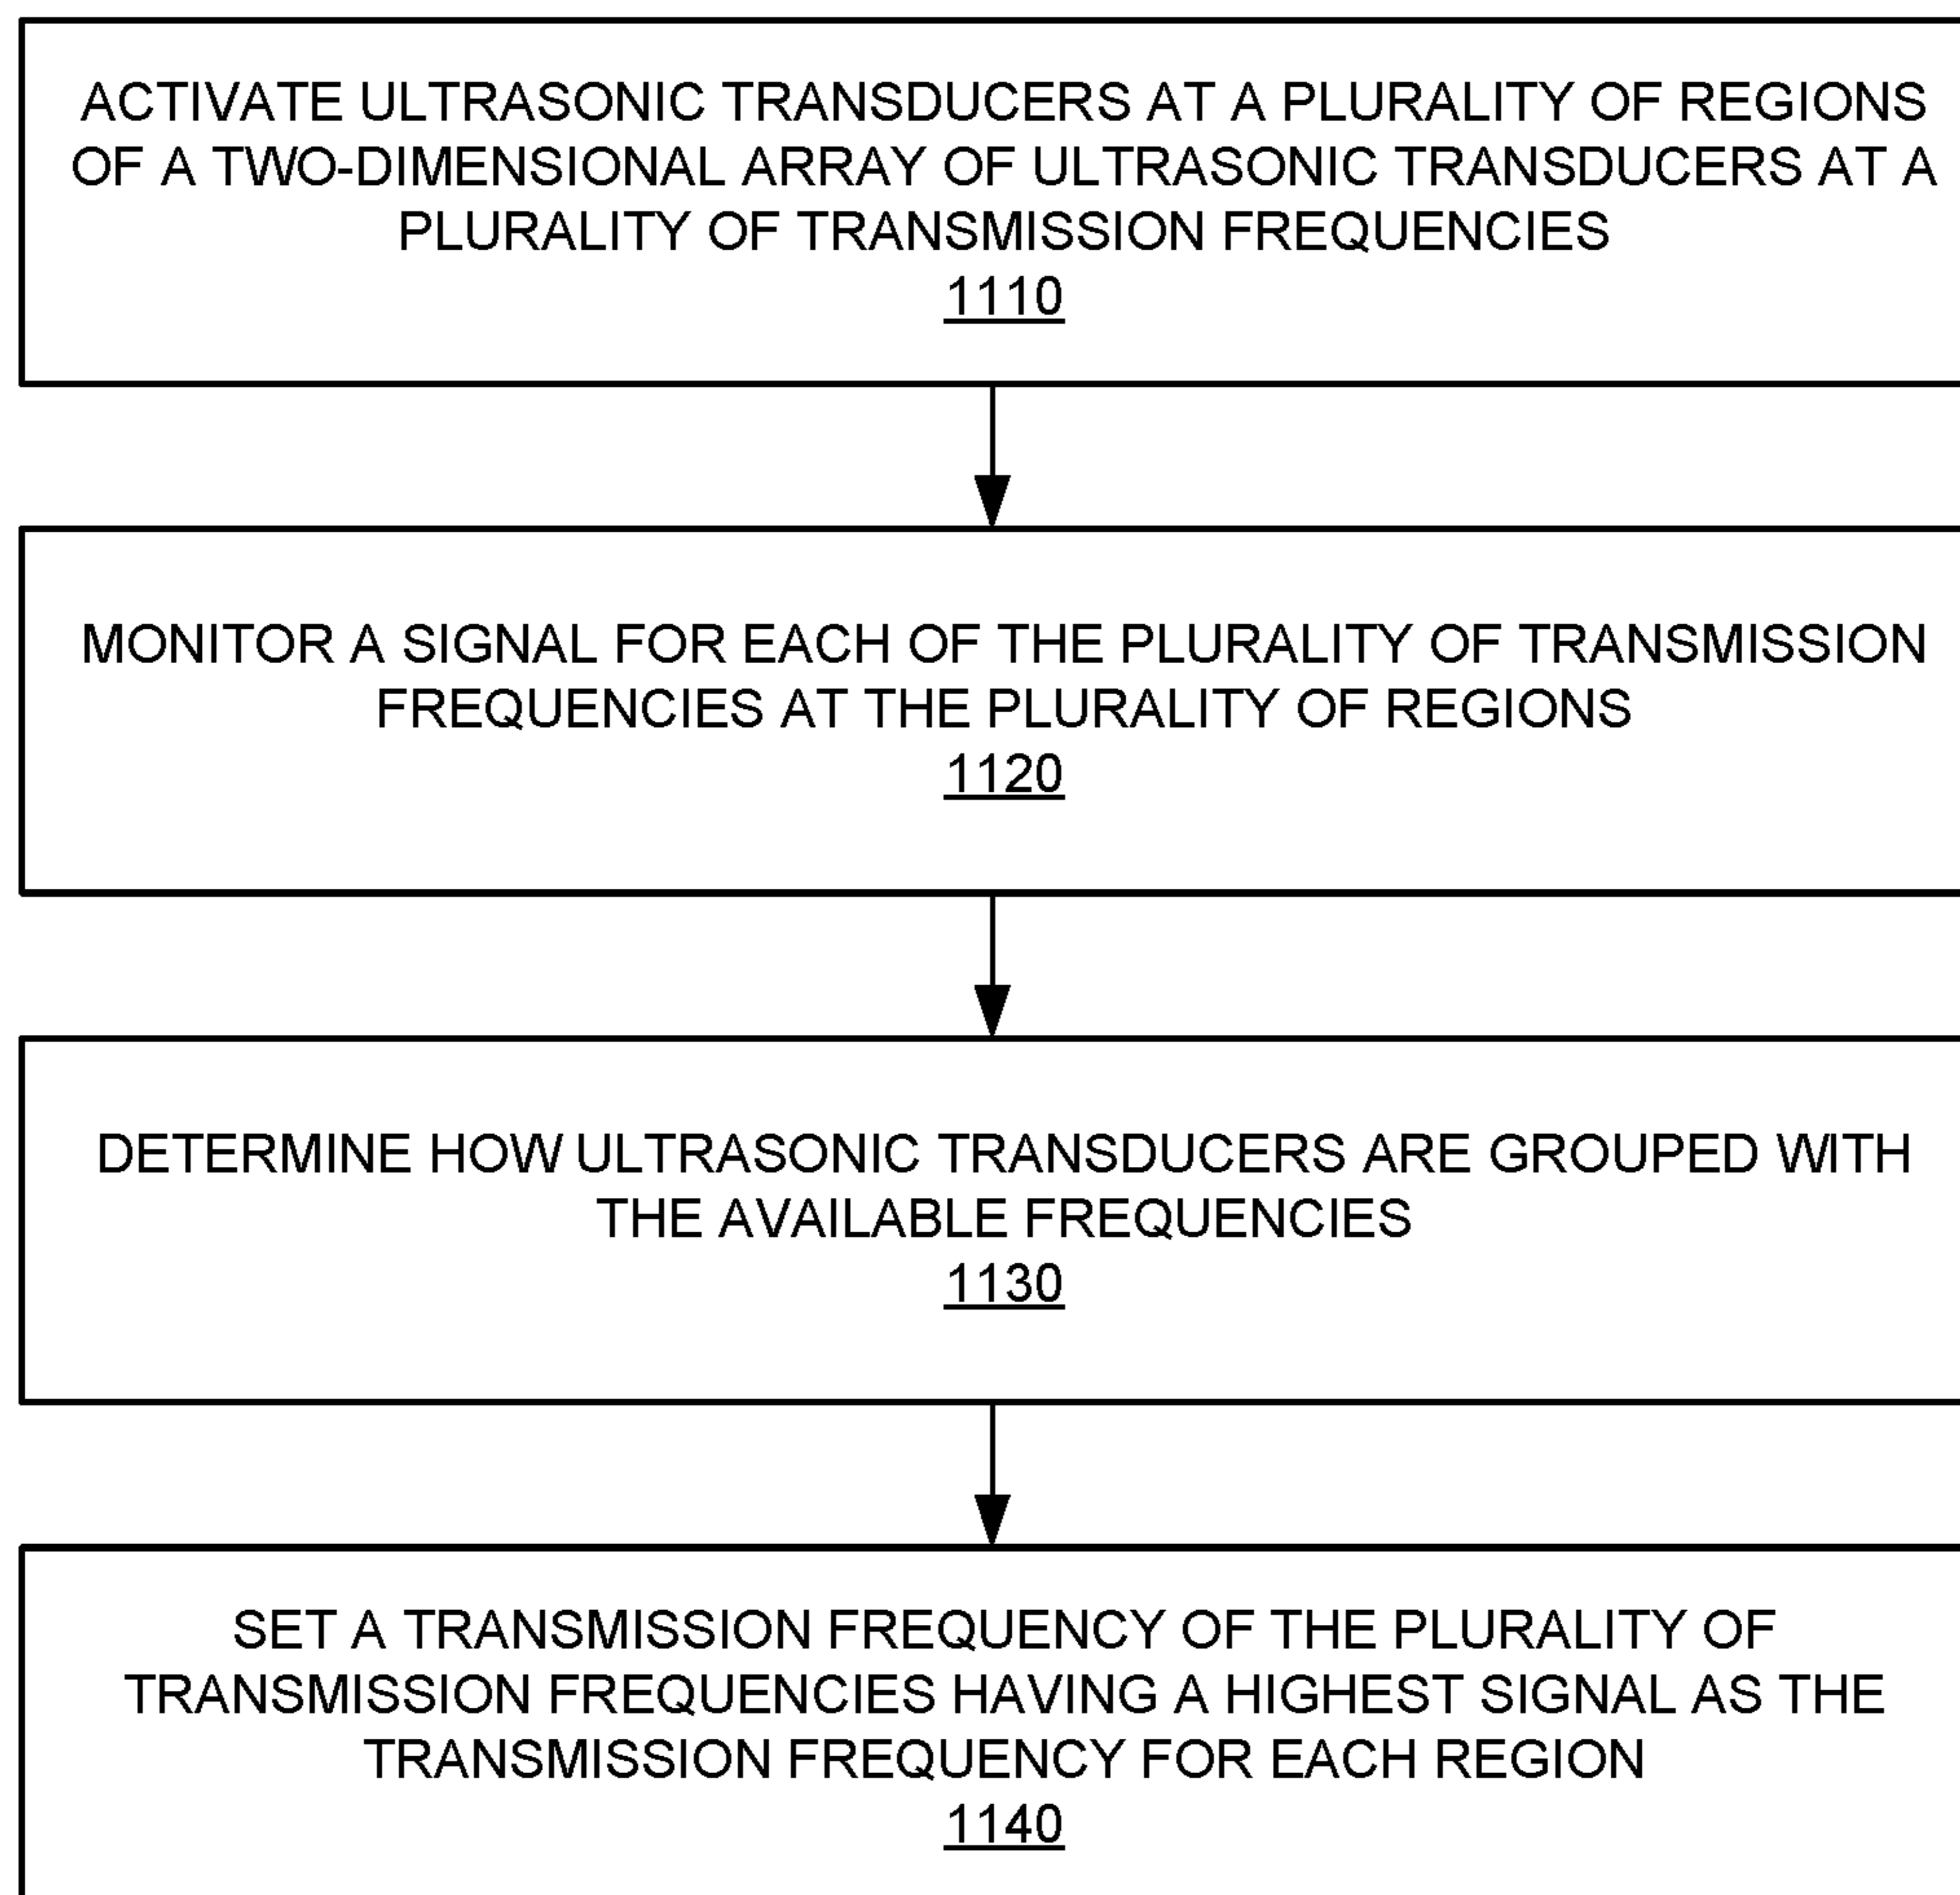 ACTIVATE ULTRASONIC TRANSDUCERS AT A PLURALITY OF REGIONS
OF A TWO-DIMENSIONAL ARRAY OF ULTRASONIC TRANSDUCERS AT A
PLURALITY OF TRANSMISSION FREQUENCIES
1110
MONITOR A SIGNAL FOR EACH OF THE PLURALITY OF TRANSMISSION
FREQUENCIES AT THE PLURALITY OF REGIONS
1120
DETERMINE HOW ULTRASONIC TRANSDUCERS ARE GROUPED WITH
THE AVAILABLE FREQUENCIES
1130
SET A TRANSMISSION FREQUENCY OF THE PLURALITY OF
TRANSMISSION FREQUENCIES HAVING A HIGHEST SIGNAL AS THE
TRANSMISSION FREQUENCY FOR EACH REGION
1140